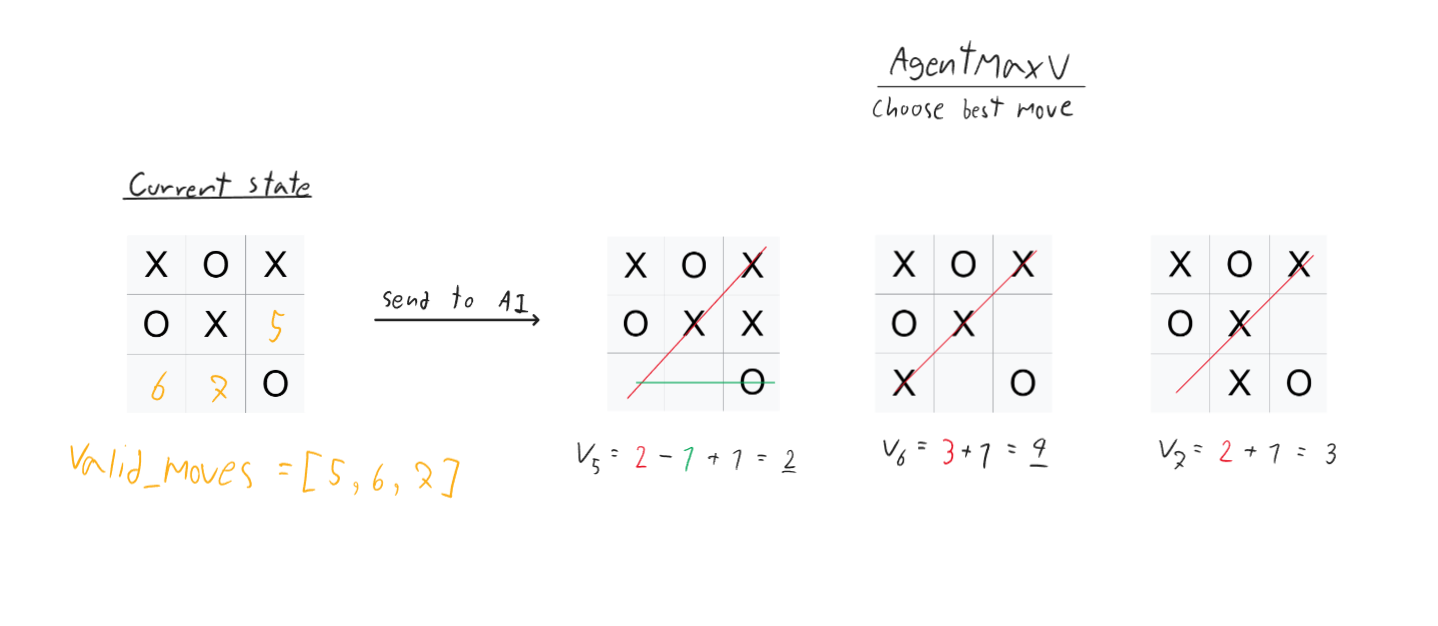 AgentMaxV
Choose best move
Current state
X O X
O X 5
6 7 O
Valid_moves = [5, 6, 7]
send to AI
X O X
O X X
O
V5 = 2 - 1 + 1 = 2
X O X
O X
X O
V6 = 3 + 1 = 4
X O X
O X
X O
V7 = 2 + 1 = 3